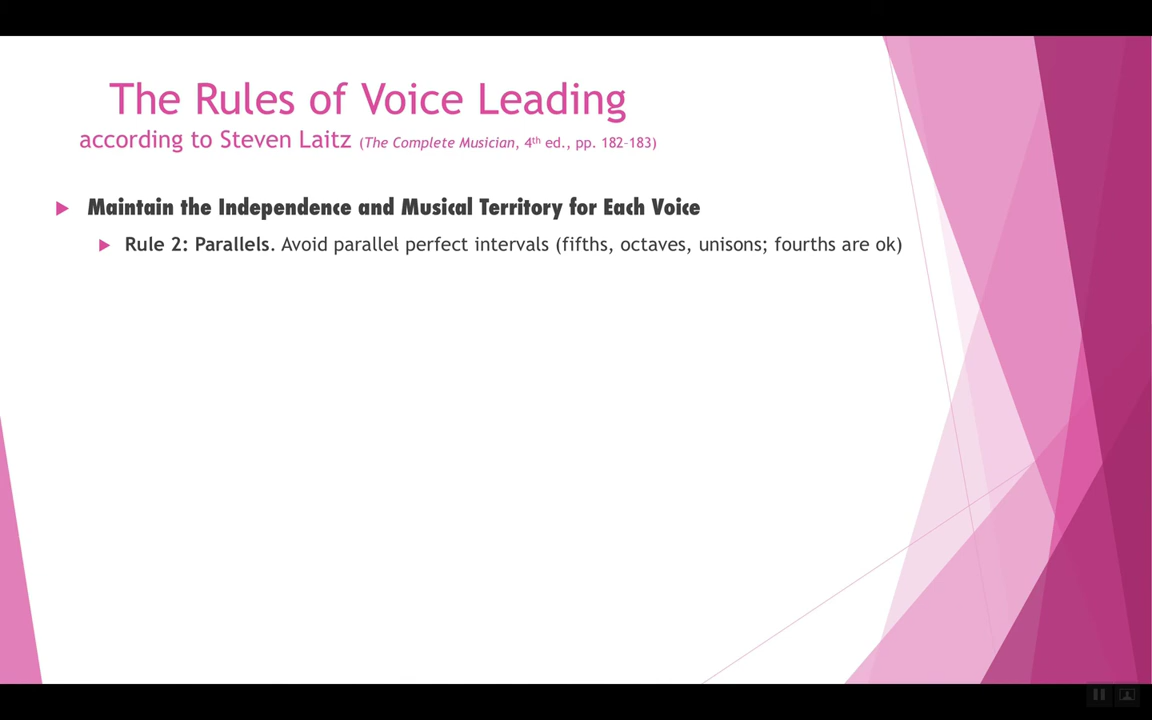 The Rules of Voice Leading
according to Steven Laitz (The Complete Musician, 4th ed., pp. 182-183)
Maintain the Independence and Musical Territory for Each Voice
Rule 2: Parallels. Avoid parallel perfect intervals (fifths, octaves, unisons; fourths are ok)